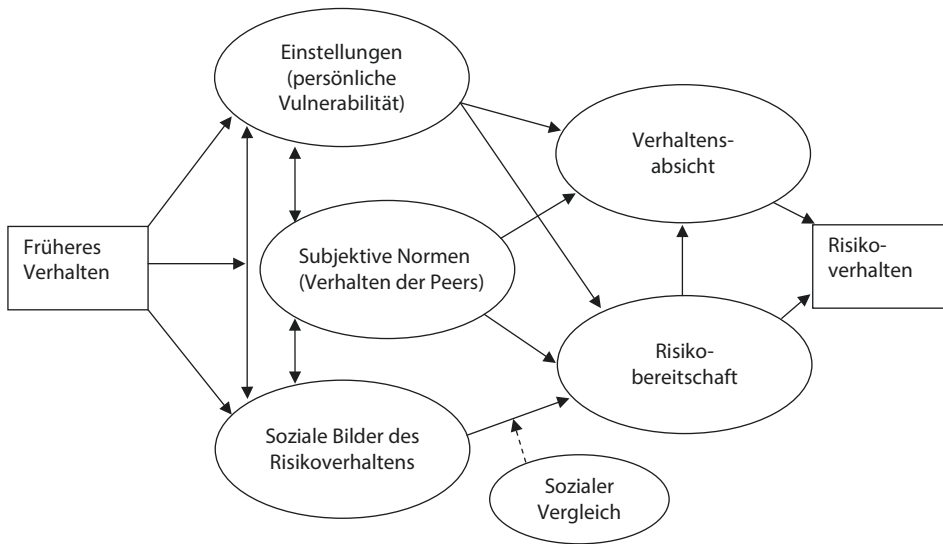 Einstellungen
(persönliche
Vulnerabilität)
Verhaltens-
absicht
Früheres
Verhalten
Subjektive Normen
(Verhalten der Peers)
Risiko-
verhalten
Risiko-
bereitschaft
Soziale Bilder des
Risikoverhaltens
Sozialer
Vergleich